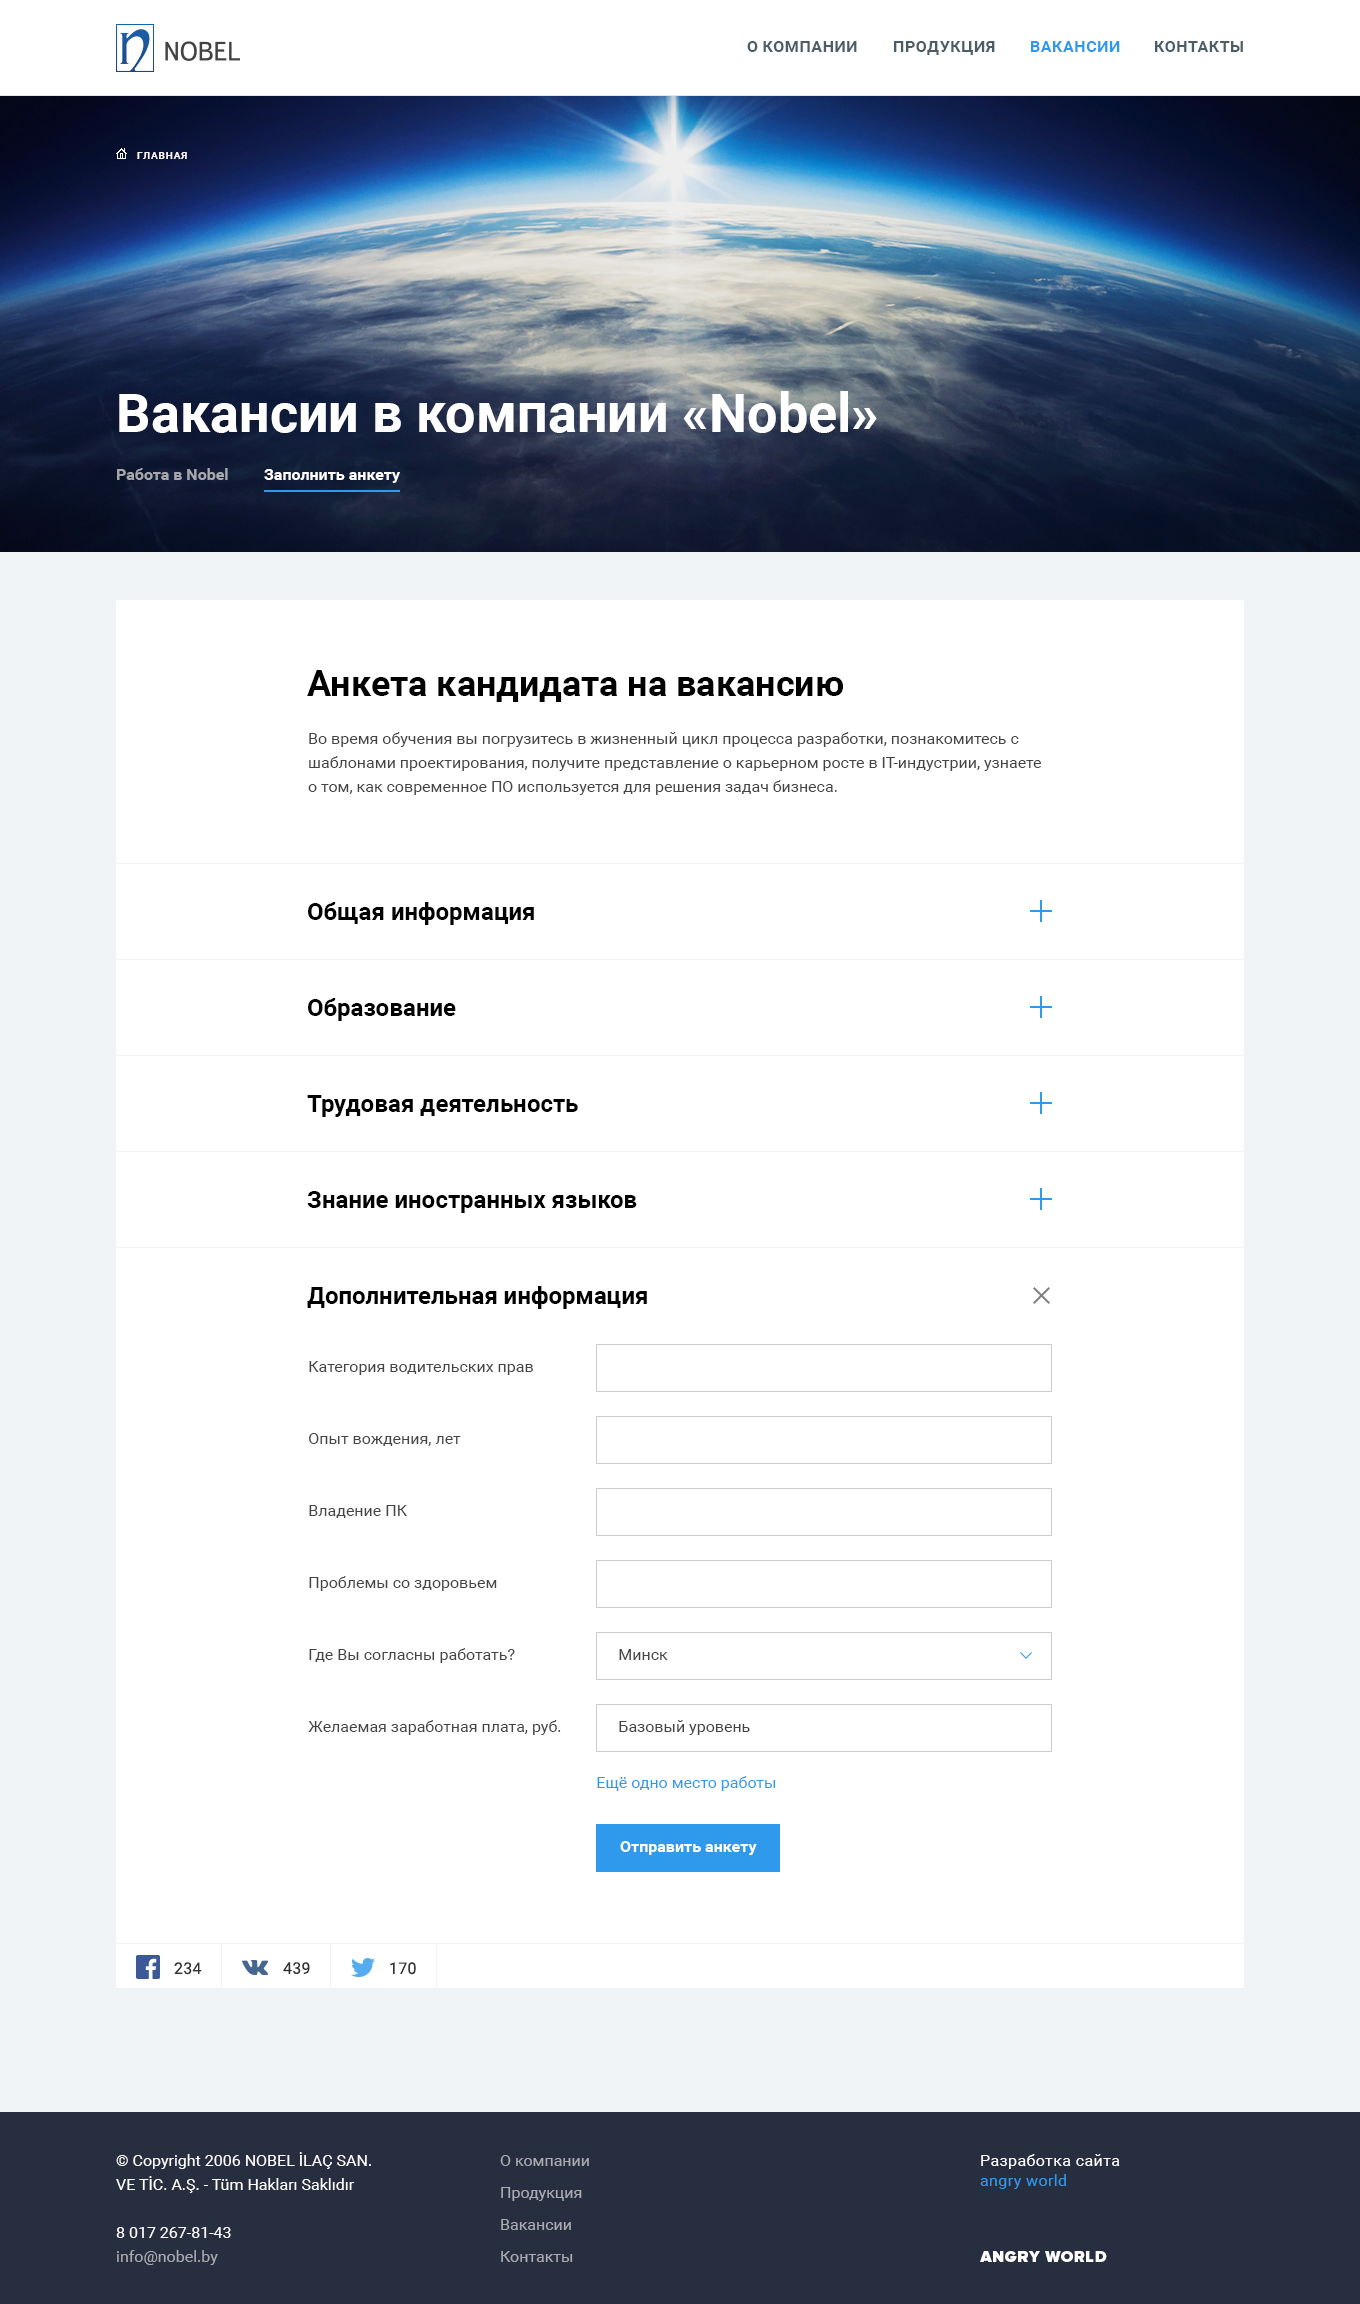 NOBEL
О КОМПАНИИ ПРОДУКЦИЯ ВАКАНСИИ КОНТАКТЫ
ГЛАВНАЯ
Вакансии в компании «Nobel»
Работа в Nobel Заполнить анкету
Анкета кандидата на вакансию
Во время обучения вы погрузитесь в жизненный цикл процесса разработки, познакомитесь с
шаблонами проектирования, получите представление о карьерном росте в IT-индустрии, узнаете
о том, как современное ПО используется для решения задач бизнеса.
Общая информация
Образование
Трудовая деятельность
Знание иностранных языков
Дополнительная информация
Категория водительских прав
Опыт вождения, лет
Владение ПК
Проблемы со здоровьем
Где Вы согласны работать? Минск
Желаемая заработная плата, руб. Базовый уровень
Ещё одно место работы
Отправить анкету
234 439 170
© Copyright 2006 NOBEL İLAÇ SAN.
VE TİC. A.Ş. - Tüm Hakları Saklıdır
8 017 267-81-43
info@nobel.by
О компании
Продукция
Вакансии
Контакты
Разработка сайта
angry world
ANGRY WORLD